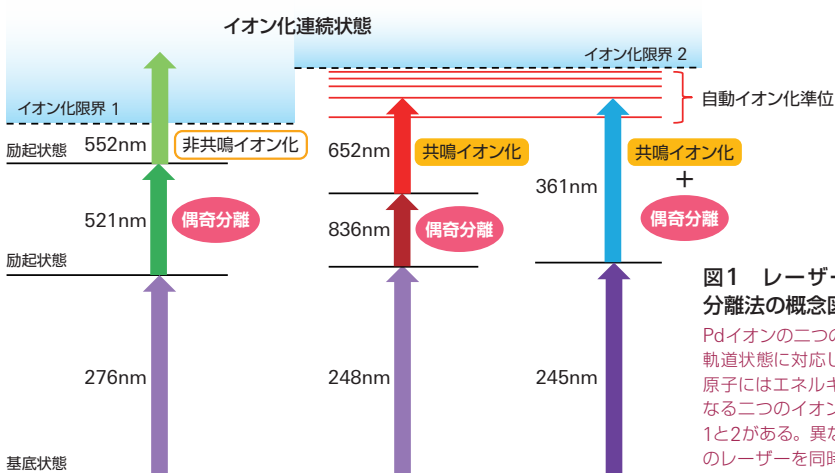 イオン化連続状態
イオン化限界 2
自動イオン化準位
イオン化限界 1
励起状態
552nm
非共鳴イオン化
652nm
共鳴イオン化
共鳴イオン化
+
偶奇分離
361nm
521nm
偶奇分離
836nm
偶奇分離
励起状態
276nm
248nm
245nm
基底状態
図1 レーザー
分離法の概念図
Pdイオンの二つの
軌道状態に対応し
原子にはエネルギ
なる二つのイオン
1と2がある。異な
のレーザーを同時